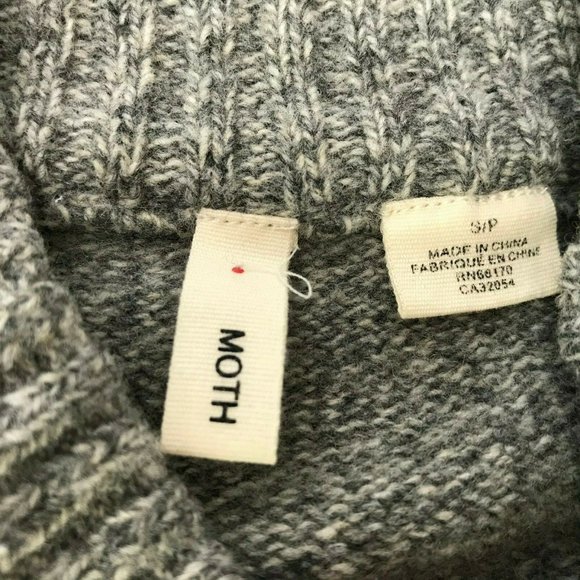 MOTH
S/P
MADE IN CHINA
FABRIQUÉ EN CHINE
RN66170
CA32054